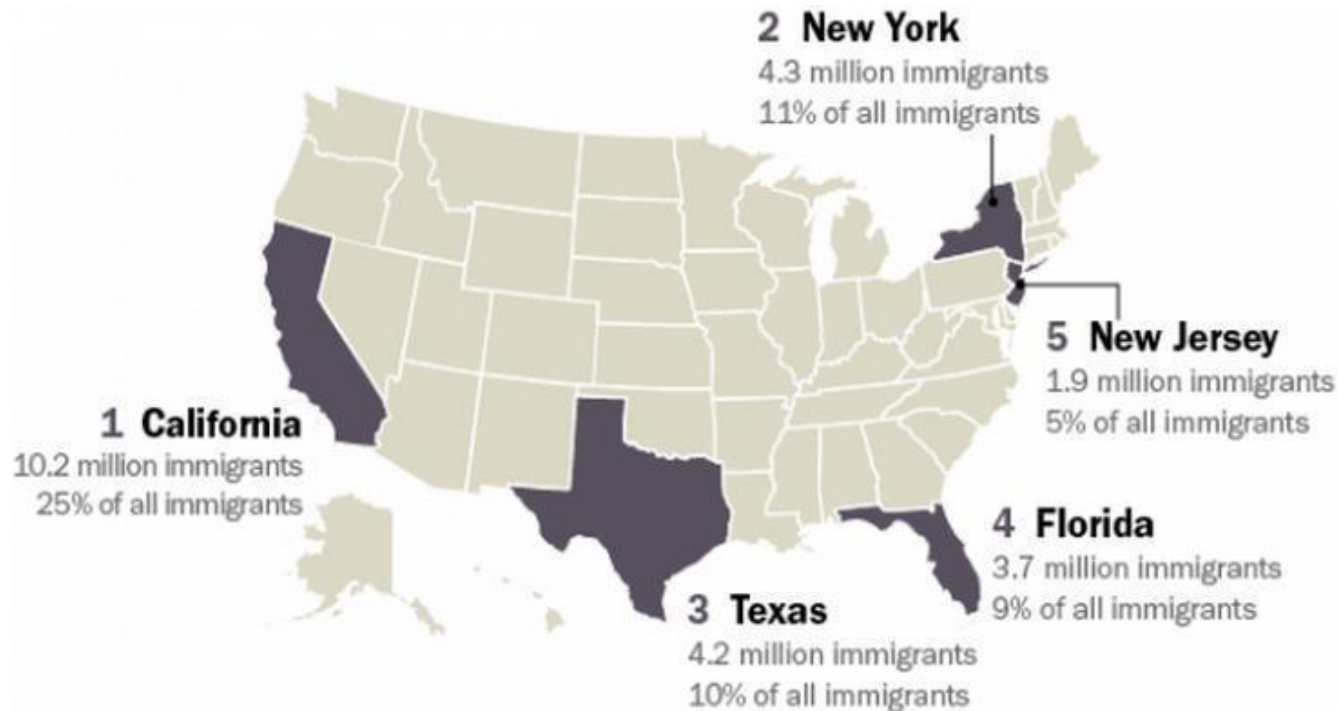 2 New York
4.3 million immigrants
11% of all immigrants
5 New Jersey
1.9 million immigrants
5% of all immigrants
1 California
10.2 million immigrants
25% of all immigrants
4 Florida
3.7 million immigrants
9% of all immigrants
3 Texas
4.2 million immigrants
10% of all immigrants